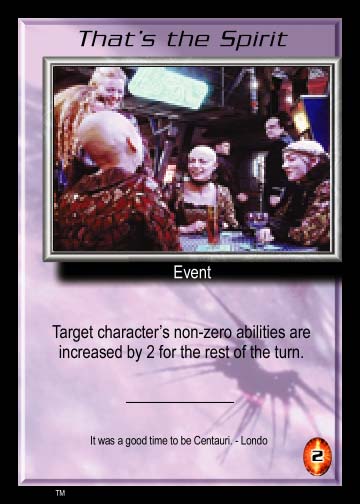 That's the Spirit
Event
Target character's non-zero abilities are
increased by 2 for the rest of the turn.
It was a good time to be Centauri. - Londo
2
TM